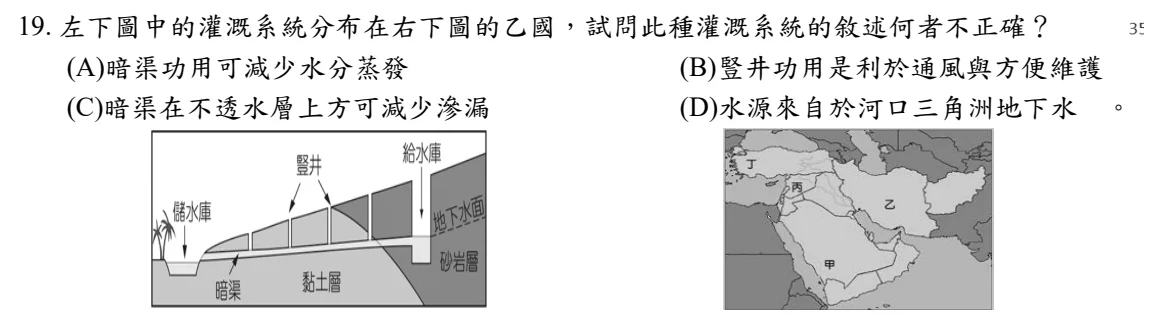 19. 左下圖中的灌溉系統分布在右下圖的乙國，試問此種灌溉系統的敘述何者不正確？ 35
(A)暗渠功用可減少水分蒸發 (B)豎井功用是利於通風與方便維護
(C)暗渠在不透水層上方可減少滲漏 (D)水源來自於河口三角洲地下水 。
給水庫
豎井
儲水庫
地下水面
砂岩層
黏土層
暗渠
丁
丙
乙
甲